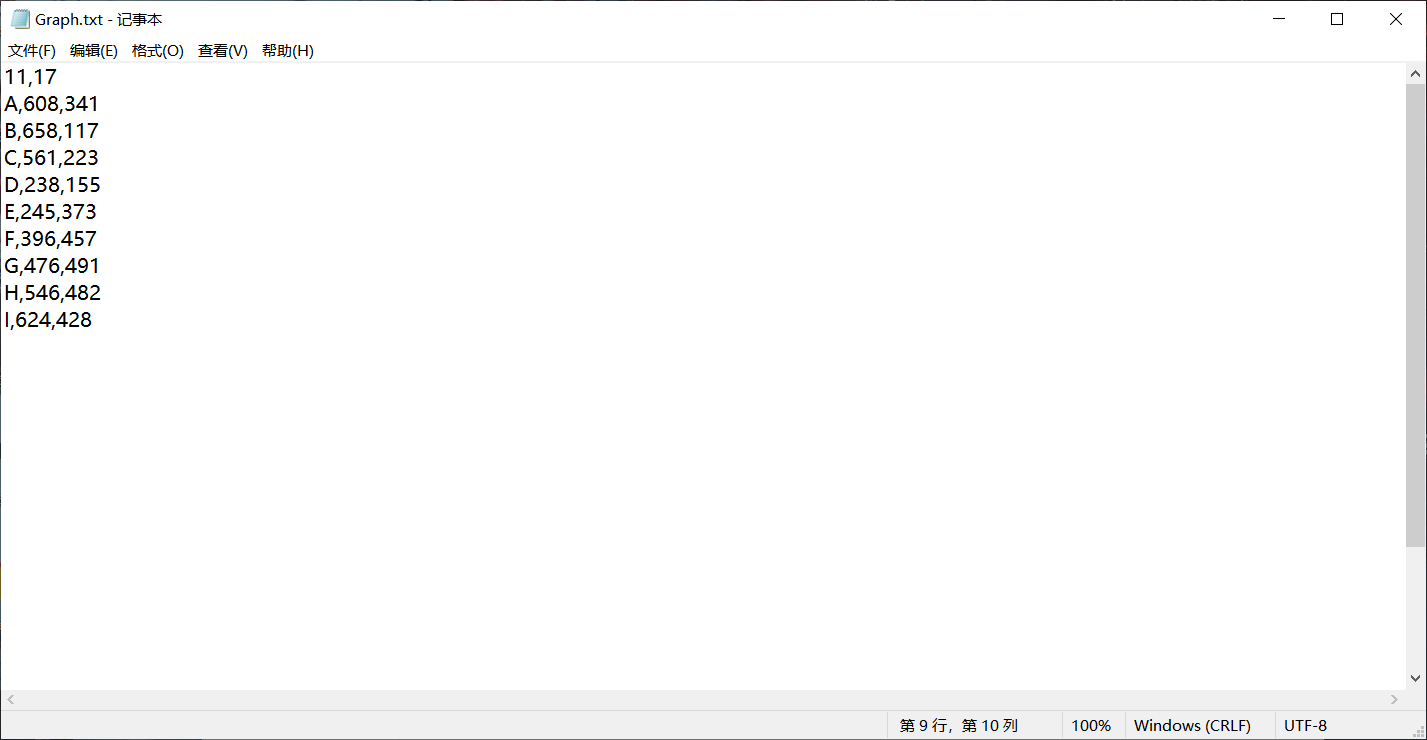 Graph.txt - 记事本
文件(F) 编辑(E) 格式(O) 查看(V) 帮助(H)
11,17
A,608,341
B,658,117
C,561,223
D,238,155
E,245,373
F,396,457
G,476,491
H,546,482
I,624,428
第 9 行，第 10 列 100% Windows (CRLF) UTF-8